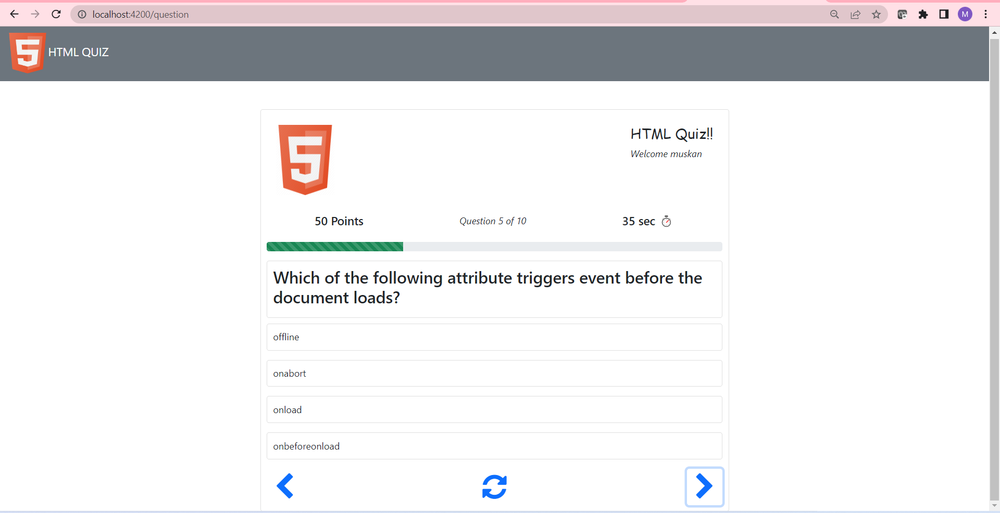 localhost:4200/question
M
HTML QUIZ
HTML Quiz!!
Welcome muskan
50 Points
Question 5 of 10
35 sec
Which of the following attribute triggers event before the
document loads?
offline
onabort
onload
onbeforeonload